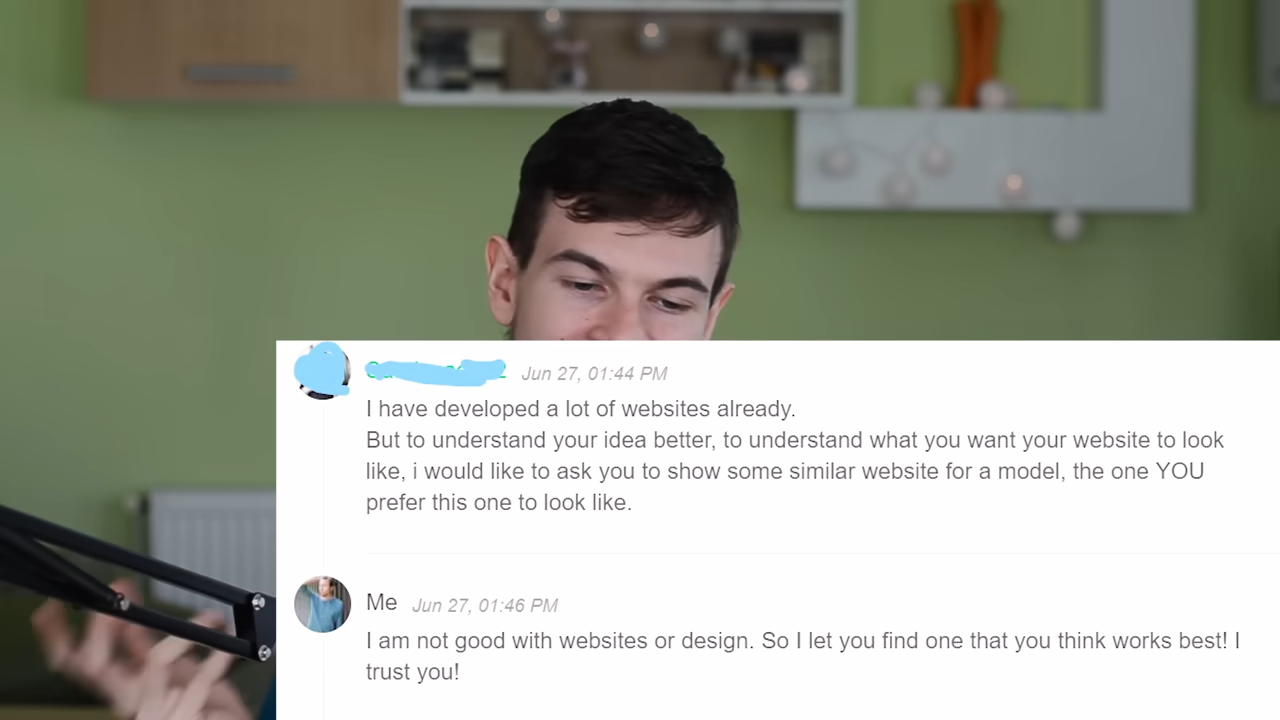 Jun 27, 01:44 PM
I have developed a lot of websites already.
But to understand your idea better, to understand what you want your website to look
like, i would like to ask you to show some similar website for a model, the one YOU
prefer this one to look like.
Me Jun 27, 01:46 PM
I am not good with websites or design. So I let you find one that you think works best! I
trust you!